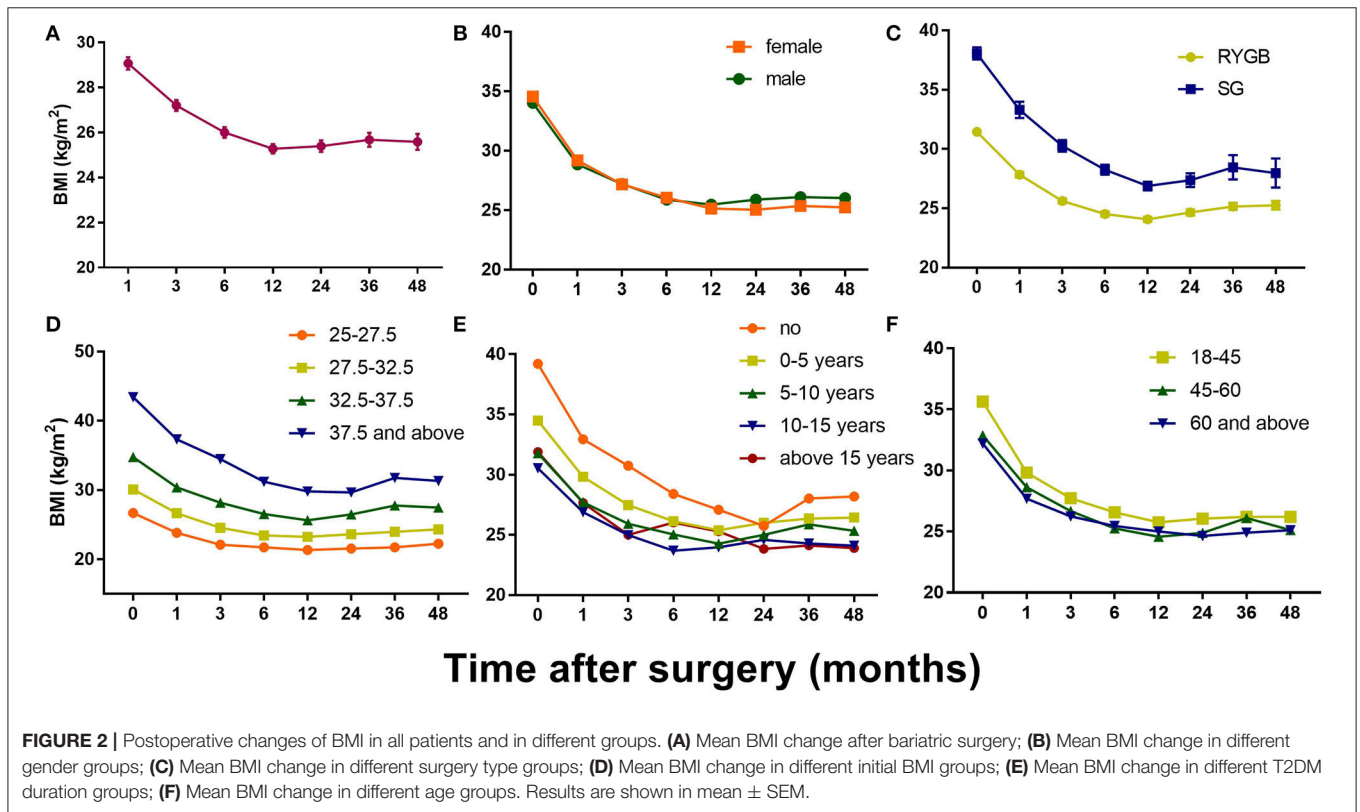 A
BMI (kg/m²)
30
28
26
24
22
20
1 3 6 12 24 36 48
B
female
male
40
35
30
25
20
0 1 3 6 12 24 36 48
C
RYGB
SG
40
35
30
25
20
0 1 3 6 12 24 36 48
D
25-27.5
27.5-32.5
32.5-37.5
37.5 and above
BMI (kg/m²)
50
40
30
20
0 1 3 6 12 24 36 48
E
no
0-5 years
5-10 years
10-15 years
above 15 years
40
35
30
25
20
0 1 3 6 12 24 36 48
F
18-45
45-60
60 and above
40
35
30
25
20
0 1 3 6 12 24 36 48
Time after surgery (months)
FIGURE 2 | Postoperative changes of BMI in all patients and in different groups. (A) Mean BMI change after bariatric surgery; (B) Mean BMI change in different
gender groups; (C) Mean BMI change in different surgery type groups; (D) Mean BMI change in different initial BMI groups; (E) Mean BMI change in different T2DM
duration groups; (F) Mean BMI change in different age groups. Results are shown in mean ± SEM.